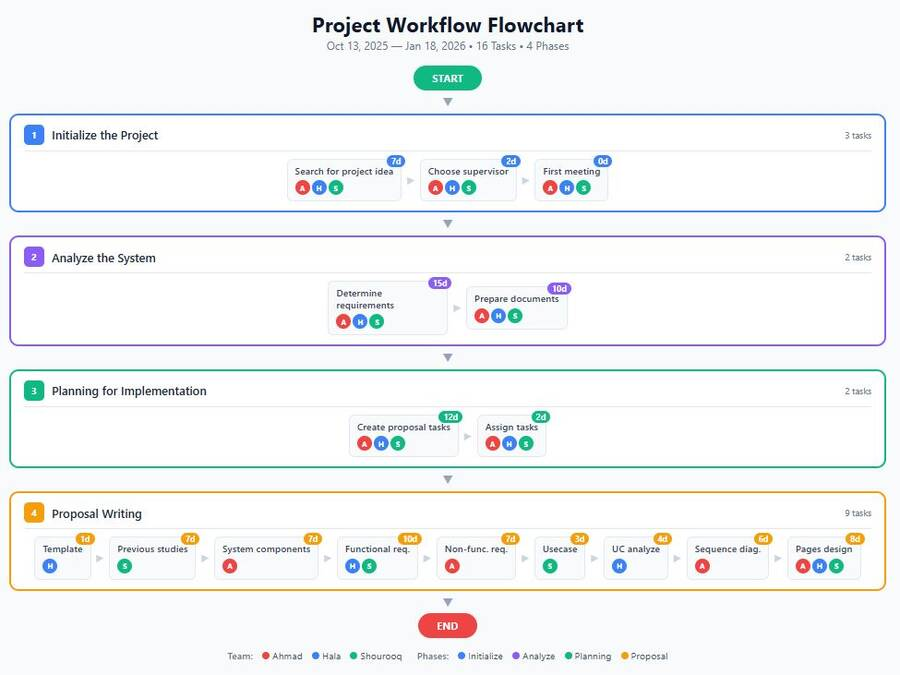 Project Workflow Flowchart
Oct 13, 2025 — Jan 18, 2026 • 16 Tasks • 4 Phases
START
1 Initialize the Project 3 tasks
7d 2d 0d
Search for project idea Choose supervisor First meeting
A H S A H S A H S
2 Analyze the System 2 tasks
15d 10d
Determine
requirements
A H S
Prepare documents
A H S
3 Planning for Implementation 2 tasks
12d 2d
Create proposal tasks Assign tasks
A H S A H S
4 Proposal Writing 9 tasks
1d 7d 7d 10d 7d 3d 4d 6d 8d
Template Previous studies System components Functional req. Non-func. req. Usecase UC analyze Sequence diag. Pages design
H S A H S A S H A A H S
END
Team: Ahmad Hala Shourooq Phases: Initialize Analyze Planning Proposal